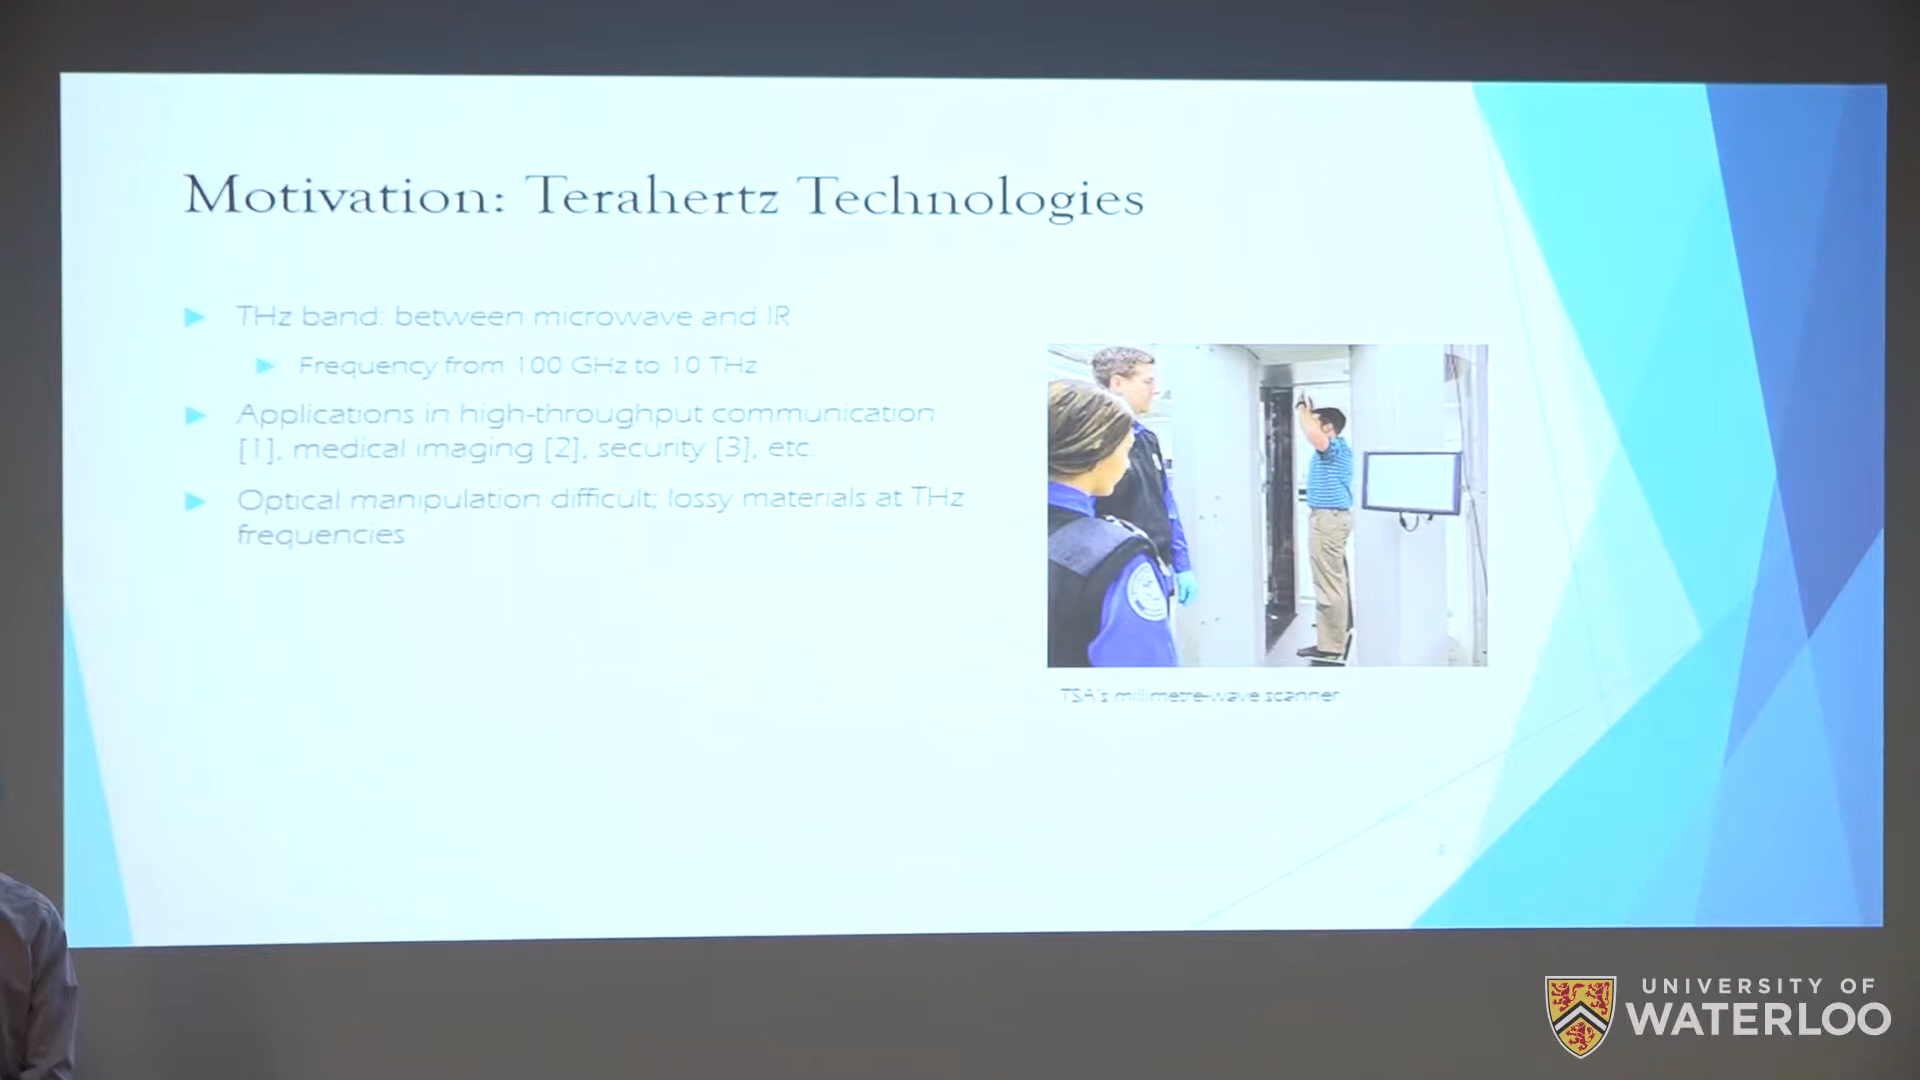 Motivation: Terahertz Technologies
THz band: between microwave and IR
Frequency from 100 GHz to 10 THz
Applications in high-throughput communication
[1], medical imaging [2], security [3], etc.
Optical manipulation difficult; lossy materials at THz
frequencies
TSA's millimetre-wave scanner
UNIVERSITY OF
WATERLOO